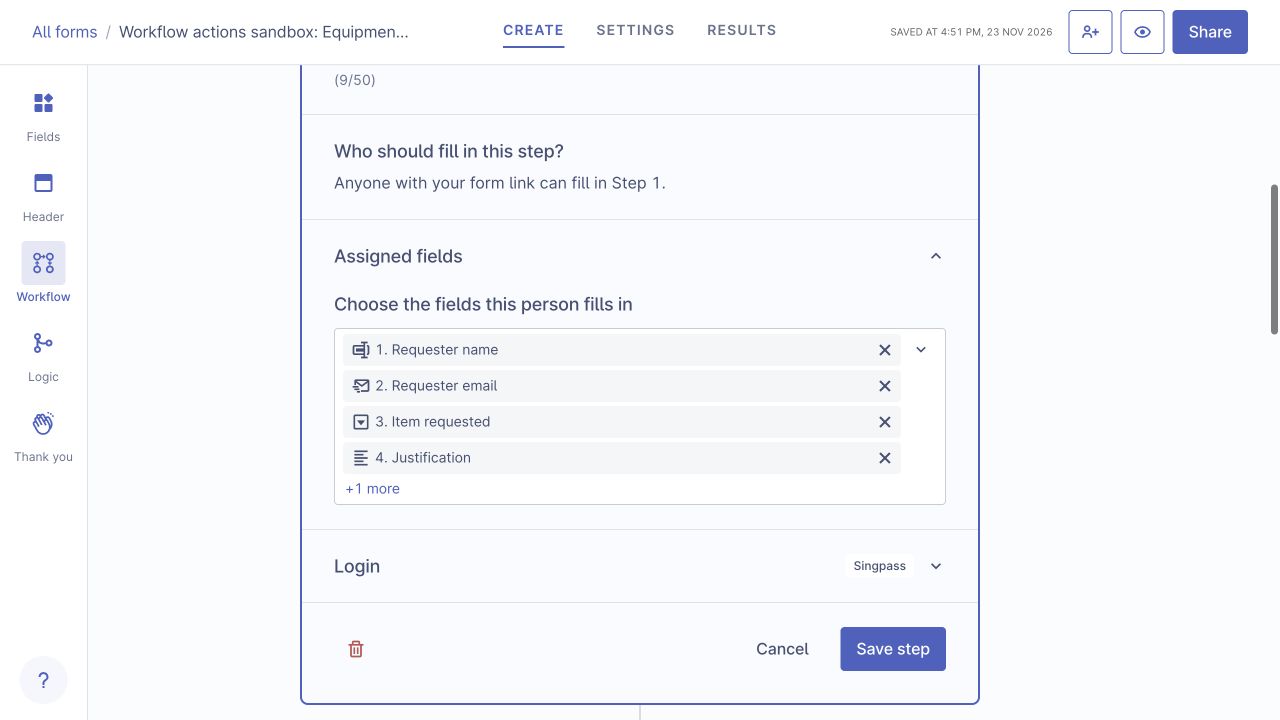 All forms / Workflow actions sandbox: Equipmen...
CREATE
SETTINGS
RESULTS
SAVED AT 4:51 PM, 23 NOV 2026
Share
Fields
Header
Workflow
Logic
Thank you
?
(9/50)
Who should fill in this step?
Anyone with your form link can fill in Step 1.
Assigned fields
Choose the fields this person fills in
1. Requester name
2. Requester email
3. Item requested
4. Justification
+1 more
Login
Singpass
Cancel
Save step